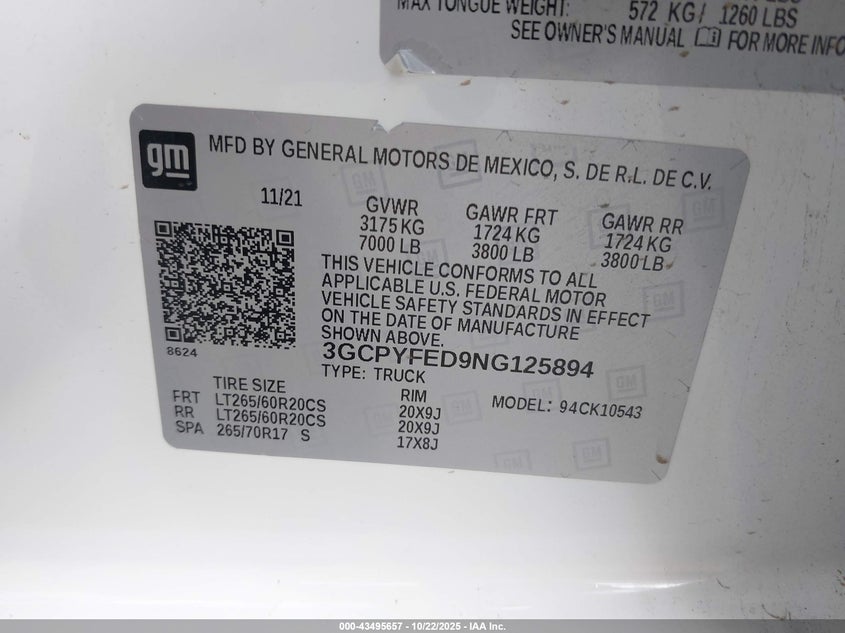 MAX TONGUE WEIGHT: 572 KG/ 1260 LBS
SEE OWNER'S MANUAL FOR MORE INFO
gm
MFD BY GENERAL MOTORS DE MEXICO, S. DE R.L. DE C.V.
11/21
GVWR GAWR FRT GAWR RR
3175 KG 1724 KG 1724 KG
7000 LB 3800 LB 3800 LB
THIS VEHICLE CONFORMS TO ALL
APPLICABLE U.S. FEDERAL MOTOR
VEHICLE SAFETY STANDARDS IN EFFECT
ON THE DATE OF MANUFACTURE
SHOWN ABOVE.
8624
3GCPYFED9NG125894
TYPE: TRUCK
TIRE SIZE RIM MODEL: 94CK10543
FRT LT265/60R20CS 20X9J
RR LT265/60R20CS 20X9J
SPA 265/70R17 S 17X8J
000-43495657 - 10/22/2025 - IAA Inc.